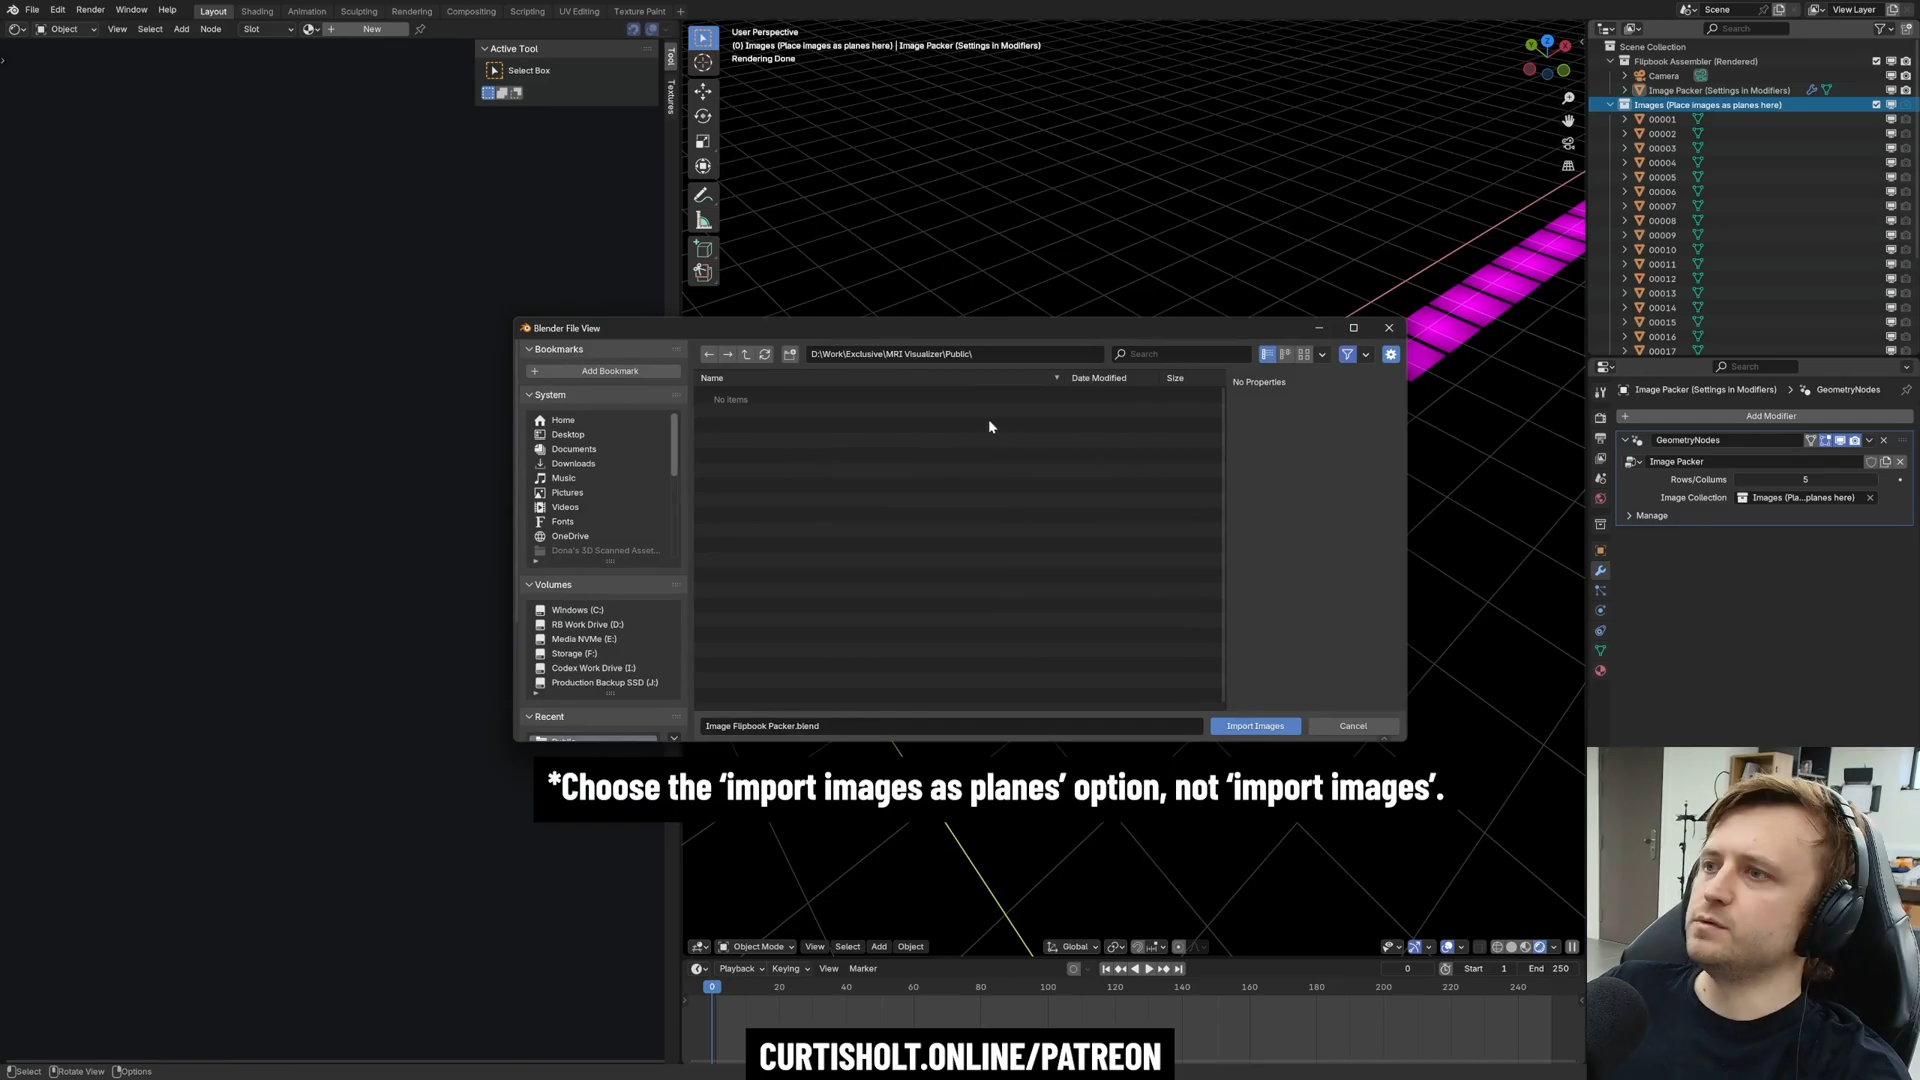 File Edit Render Window Help Layout Shading Animation Sculpting Rendering Compositing Scripting UV Editing Texture Paint + Scene View Layer
Object View Select Add Node Slot New
Search
Active Tool
Select Box
Tool
Textures
User Perspective
(0) Images (Place images as planes here) | Image Packer (Settings in Modifiers)
Rendering Done
Scene Collection
Flipbook Assembler (Rendered)
Camera
Image Packer (Settings in Modifiers)
Images (Place images as planes here)
00001
00002
00003
00004
00005
00006
00007
00008
00009
00010
00011
00012
00013
00014
00015
00016
00017
Search
Image Packer (Settings in Modifiers) > GeometryNodes
+ Add Modifier
GeometryNodes
Image Packer
Rows/Collums 5
Image Collection Images (Pla...planes here)
Manage
Blender File View
Bookmarks
+ Add Bookmark
System
Home
Desktop
Documents
Downloads
Music
Pictures
Videos
Fonts
OneDrive
Dona's 3D Scanned Asset...
Volumes
Windows (C:)
RB Work Drive (D:)
Media NVMe (E:)
Storage (F:)
Codex Work Drive (I:)
Production Backup SSD (J:)
Recent
D:\Work\Exclusive\MRI Visualizer\Public\
Search
Name Date Modified Size
No items
No Properties
Image Flipbook Packer.blend
Import Images
Cancel
*Choose the ‘import images as planes’ option, not ‘import images’.
Object Mode View Select Add Object Global
Playback Keying View Marker 0 Start 1 End 250
0 20 40 60 80 100 120 140 160 180 200 220 240
CURTISHOLT.ONLINE/PATREON
Select Rotate View Options